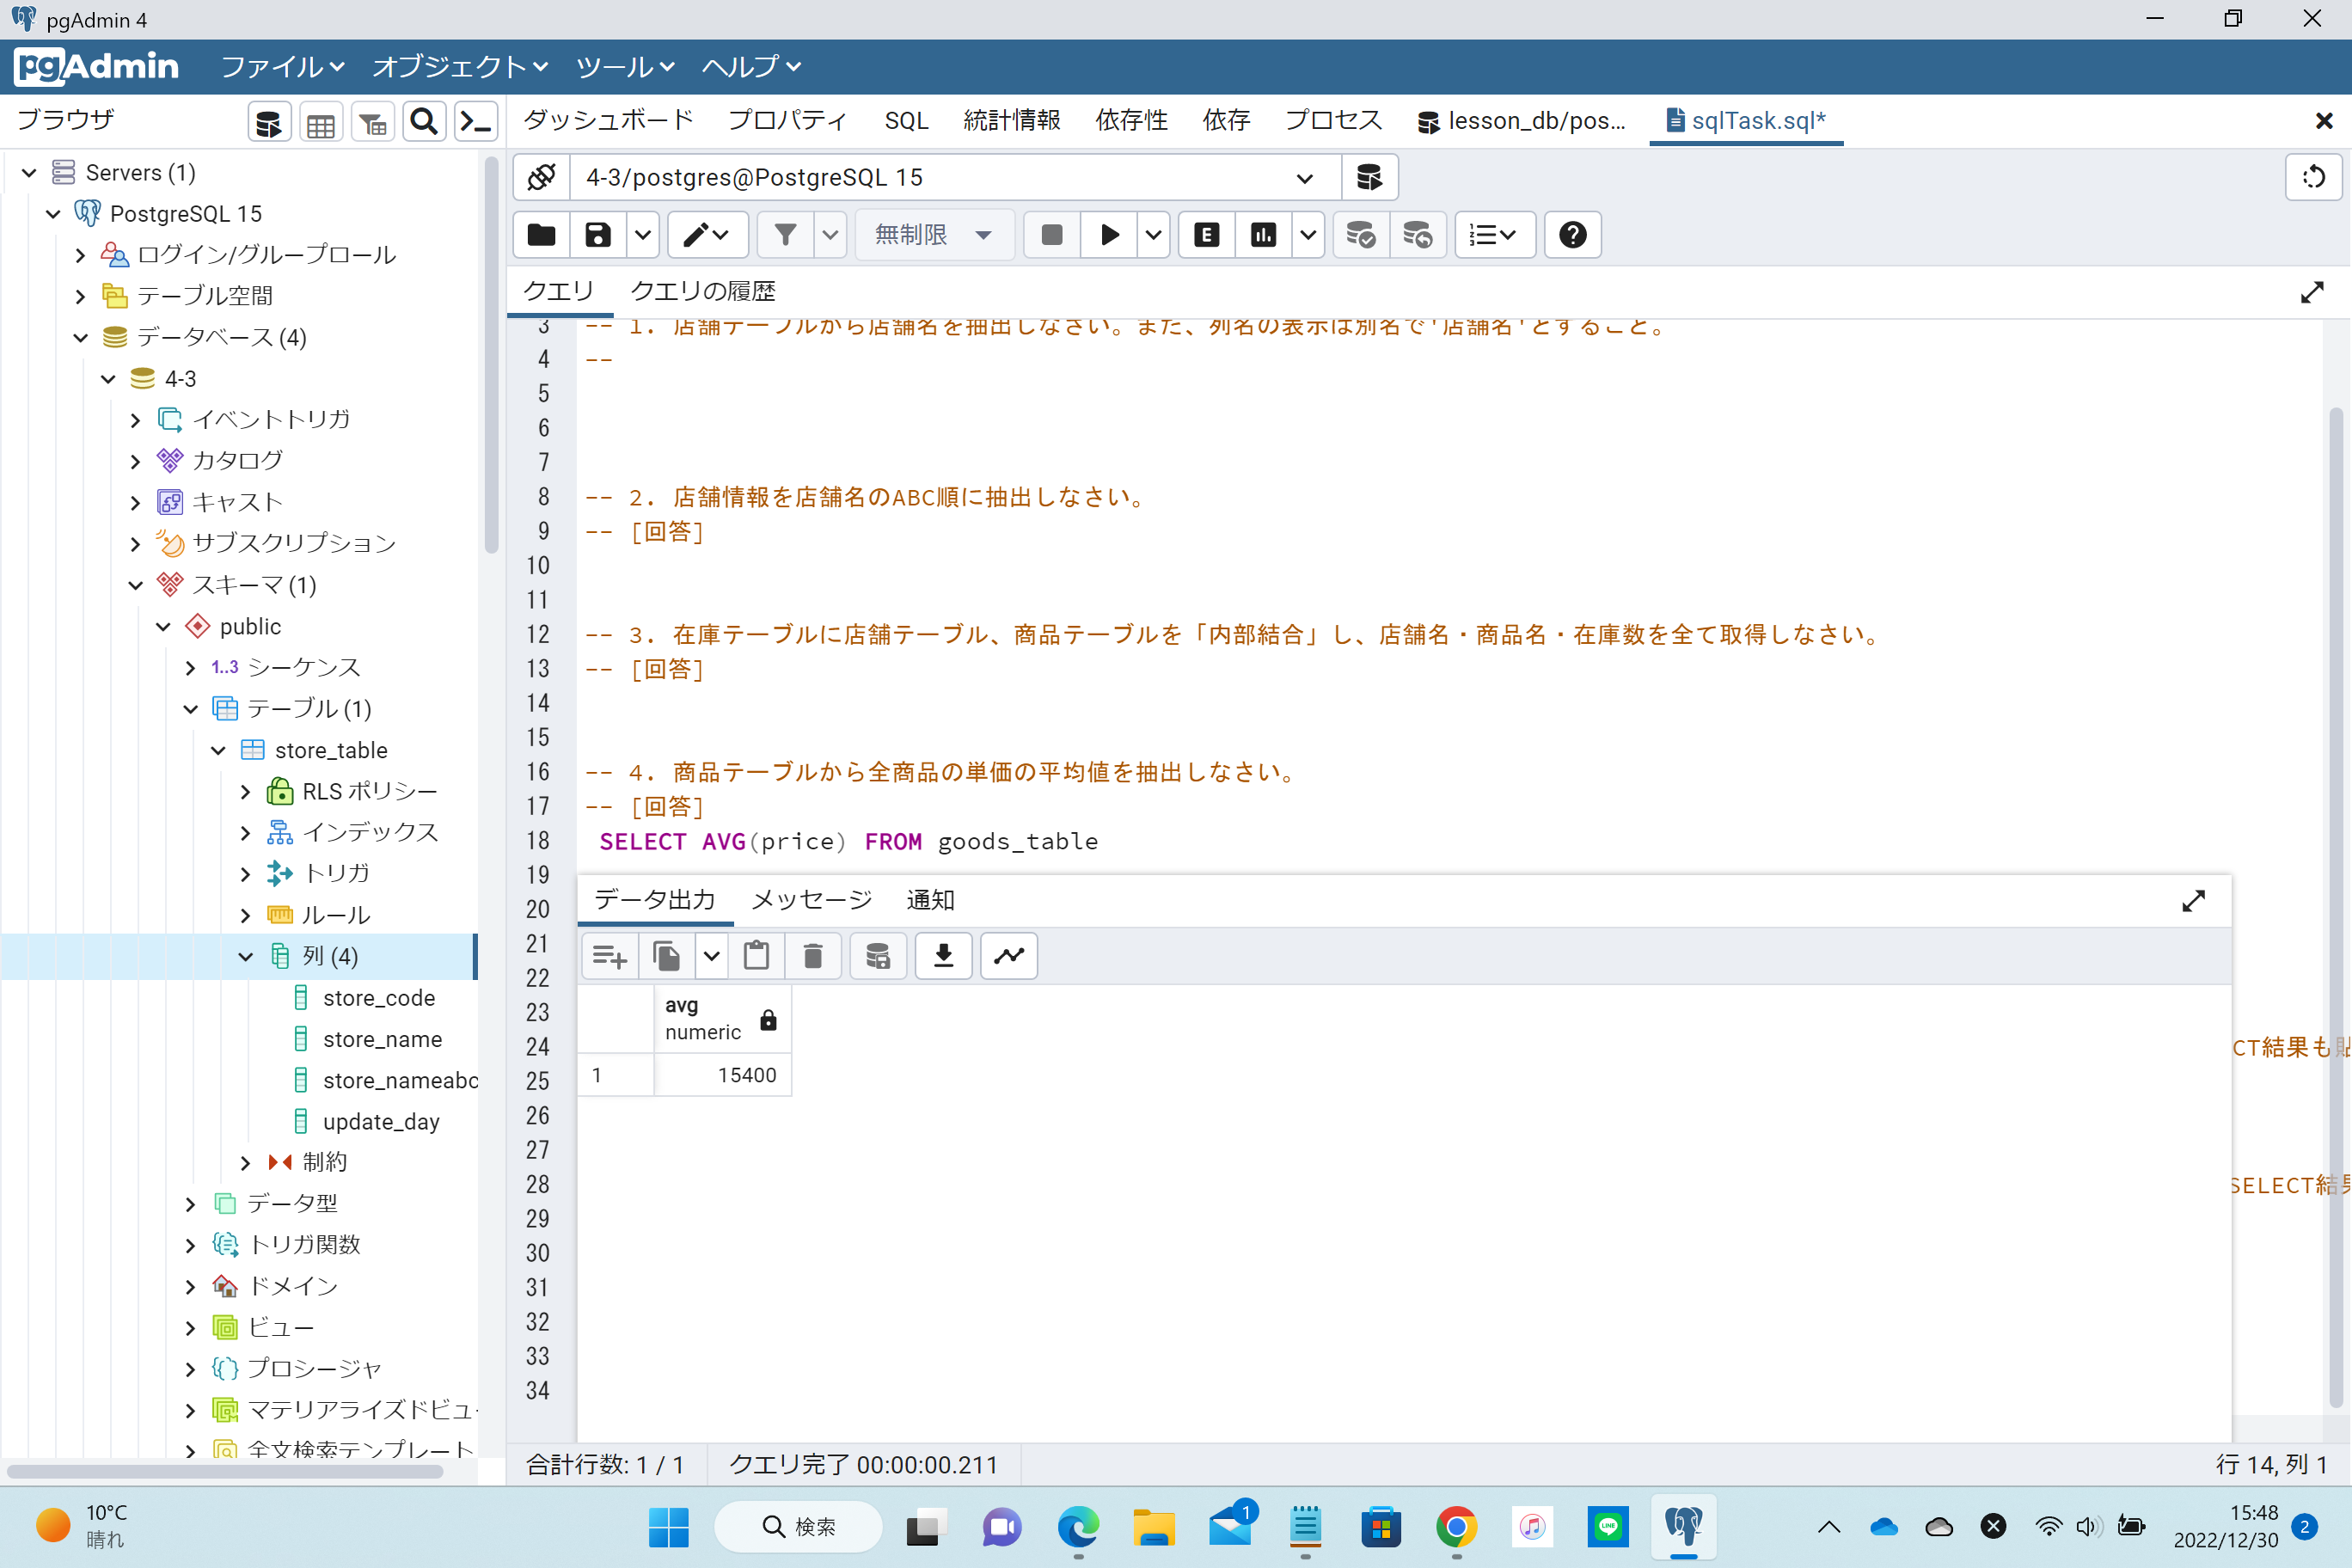 pgAdmin 4
pgAdmin ファイル オブジェクト ツール ヘルプ
ブラウザ
ダッシュボード プロパティ SQL 統計情報 依存性 依存 プロセス lesson_db/pos... sqlTask.sql*
Servers (1)
PostgreSQL 15
ログイン/グループロール
テーブル空間
データベース (4)
4-3
イベントトリガ
カタログ
キャスト
サブスクリプション
スキーマ (1)
public
1..3 シーケンス
テーブル (1)
store_table
RLS ポリシー
インデックス
トリガ
ルール
列 (4)
store_code
store_name
store_nameabc
update_day
制約
データ型
トリガ関数
ドメイン
ビュー
プロシージャ
マテリアライズドビュー
全文検索テンプレート
4-3/postgres@PostgreSQL 15
無制限
E
クエリ クエリの履歴
3 -- 1. 店舗テーブルから店舗名を抽出しなさい。また、列名の表示は別名で'店舗名'とすること。
4 --
5
6
7
8 -- 2. 店舗情報を店舗名のABC順に抽出しなさい。
9 -- [回答]
10
11
12 -- 3. 在庫テーブルに店舗テーブル、商品テーブルを「内部結合」し、店舗名・商品名・在庫数を全て取得しなさい。
13 -- [回答]
14
15
16 -- 4. 商品テーブルから全商品の単価の平均値を抽出しなさい。
17 -- [回答]
18 SELECT AVG(price) FROM goods_table
19
20
21
22
23
24 CT結果も貼
25
26
27
28 SELECT結果
29
30
31
32
33
34
データ出力 メッセージ 通知
avg
numeric
1 15400
合計行数: 1 / 1 クエリ完了 00:00:00.211 行 14, 列 1
10°C
晴れ
検索
1
LINE
15:48
2022/12/30
2